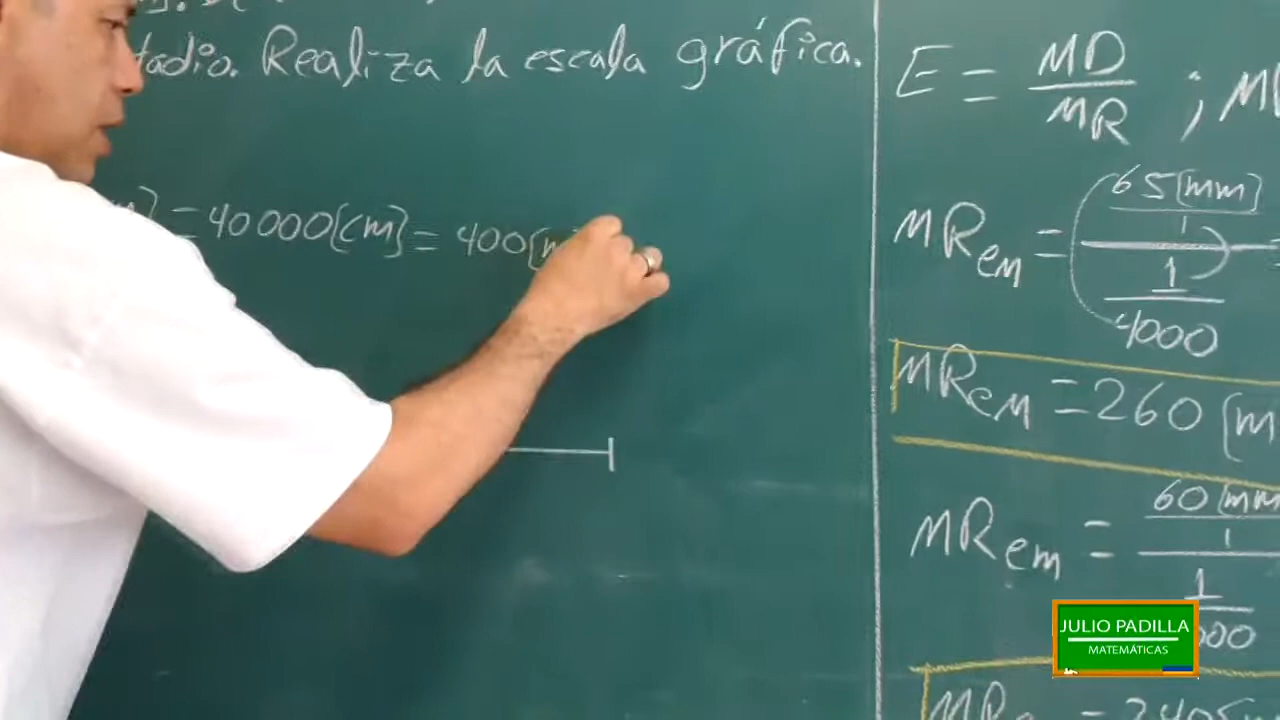 tadio. Realiza la escala gráfica.
= 40000[cm] = 400[m
E = MD / MR ; M
MRem = 65[mm] / 1 / 1 / 4000 =
MRem = 260 [m
MRem = 60[mm / 1 / 1 / 000
JULIO PADILLA
MATEMÁTICAS